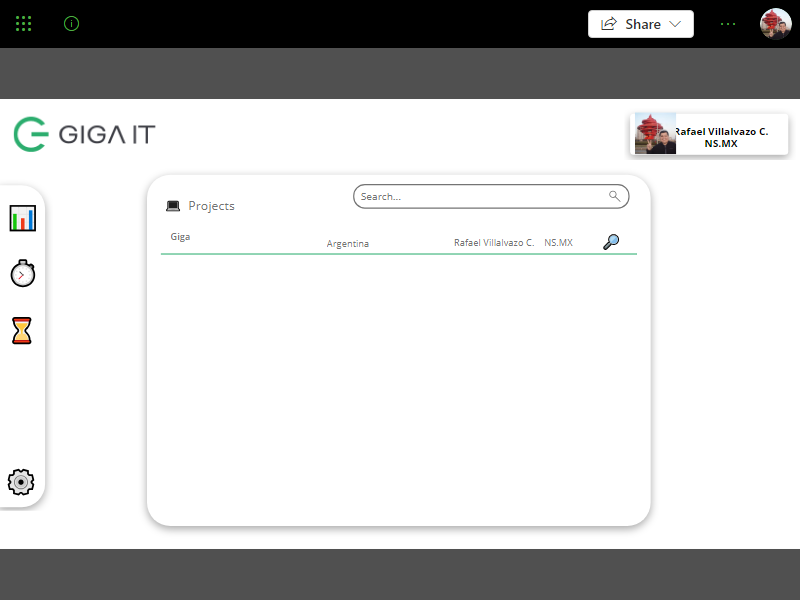 Share
GIGA IT
Rafael Villalvazo C.
NS.MX
Projects
Search...
Giga
Argentina
Rafael Villalvazo C. NS.MX